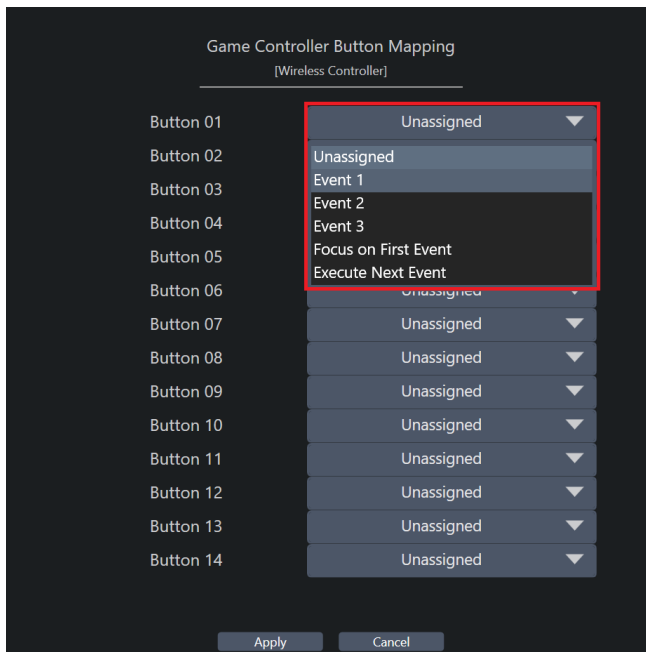 Game Controller Button Mapping
[Wireless Controller]
Button 01 Unassigned
Button 02
Unassigned
Button 03 Event 1
Event 2
Button 04 Event 3
Button 05 Focus on First Event
Execute Next Event
Button 06 Unassigned
Button 07 Unassigned
Button 08 Unassigned
Button 09 Unassigned
Button 10 Unassigned
Button 11 Unassigned
Button 12 Unassigned
Button 13 Unassigned
Button 14 Unassigned
Apply Cancel